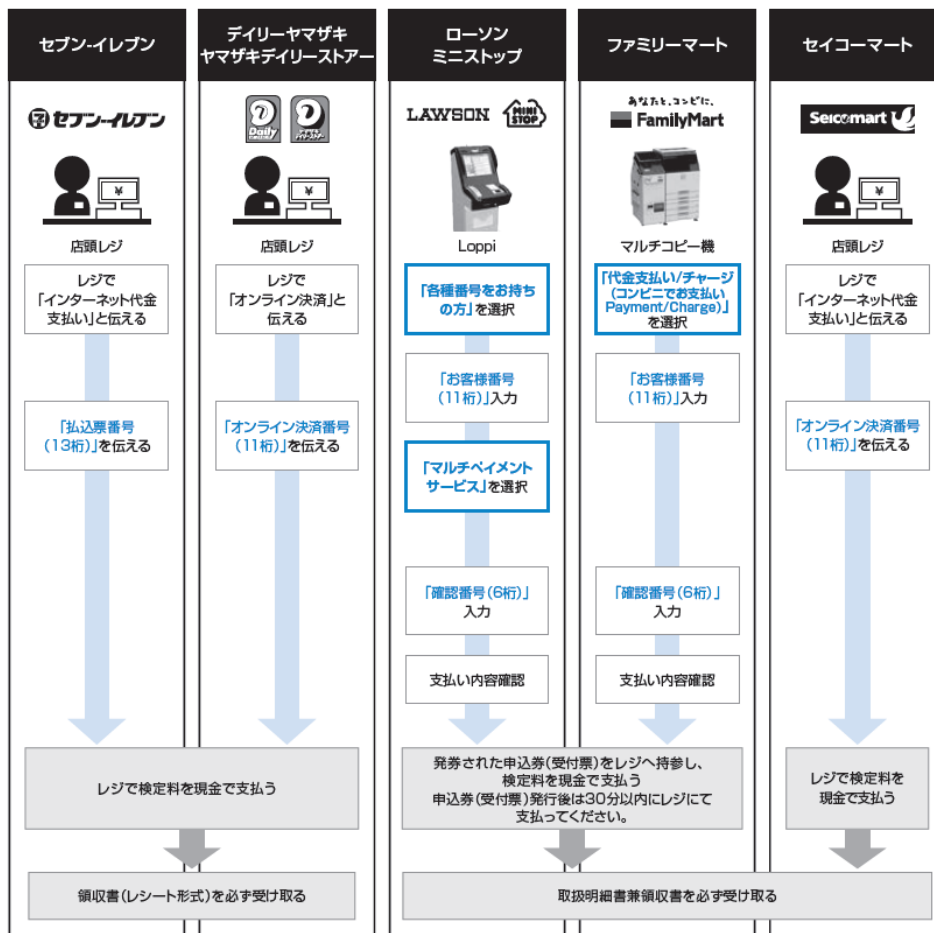 セブン-イレブン
デイリーヤマザキ
ヤマザキデイリーストアー
ローソン
ミニストップ
ファミリーマート
セイコーマート
セブン-イレブン
Daily
LAWSON
MINI
STOP
あなたと、コンビに、
FamilyMart
Seicomart
¥
¥
¥
店頭レジ
店頭レジ
Loppi
マルチコピー機
店頭レジ
レジで
「インターネット代金
支払い」と伝える
「払込票番号
(13桁)」を伝える
レジで
「オンライン決済」と
伝える
「オンライン決済番号
(11桁)」を伝える
「各種番号をお持ち
の方」を選択
「お客様番号
(11桁)」入力
「マルチペイメント
サービス」を選択
「確認番号(6桁)」
入力
支払い内容確認
「代金支払い/チャージ
(コンビニでお支払い
Payment/Charge)」
を選択
「お客様番号
(11桁)」入力
「確認番号(6桁)」
入力
支払い内容確認
レジで
「インターネット代金
支払い」と伝える
「オンライン決済番号
(11桁)」を伝える
レジで検定料を現金で支払う
発券された申込券(受付票)をレジへ持参し、
検定料を現金で支払う
申込券(受付票)発行後は30分以内にレジにて
支払ってください。
レジで検定料を
現金で支払う
領収書(レシート形式)を必ず受け取る
取扱明細書兼領収書を必ず受け取る